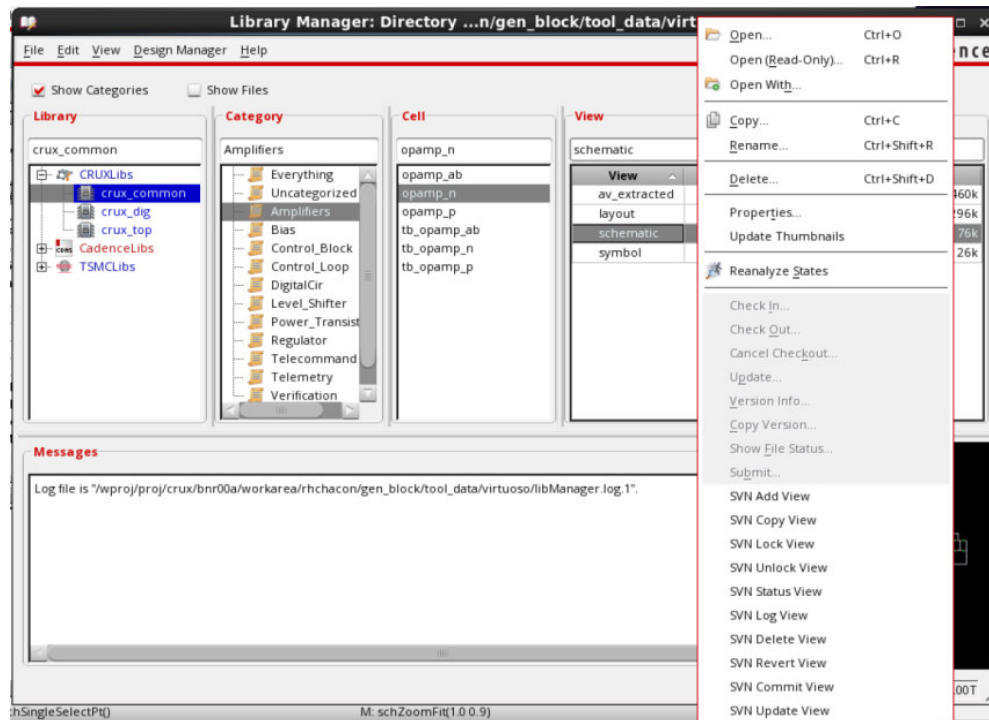 Library Manager: Directory ...n/gen_block/tool_data/virt
File Edit View Design Manager Help
nce
Show Categories Show Files
Library
crux_common
CRUXLibs
crux_common
crux_dig
crux_top
CadenceLibs
TSMCLibs
Category
Amplifiers
Everything
Uncategorized
Amplifiers
Bias
Control_Block
Control_Loop
DigitalCir
Level_Shifter
Power_Transist
Regulator
Telecommand
Telemetry
Verification
Cell
opamp_n
opamp_ab
opamp_n
opamp_p
tb_opamp_ab
tb_opamp_n
tb_opamp_p
View
schematic
View
av_extracted 460k
layout 296k
schematic 76k
symbol 26k
Open... Ctrl+O
Open (Read-Only)... Ctrl+R
Open With...
Copy... Ctrl+C
Rename... Ctrl+Shift+R
Delete... Ctrl+Shift+D
Properties...
Update Thumbnails
Reanalyze States
Check In...
Check Out...
Cancel Checkout...
Update...
Version Info...
Copy Version...
Show File Status...
Submit...
SVN Add View
SVN Copy View
SVN Lock View
SVN Unlock View
SVN Status View
SVN Log View
SVN Delete View
SVN Revert View
SVN Commit View
SVN Update View
Messages
Log file is "/wproj/proj/crux/bnr00a/workarea/rhchacon/gen_block/tool_data/virtuoso/libManager.log.1".
.00T
hSingleSelectPt() M: schZoomFit(1.0 0.9)